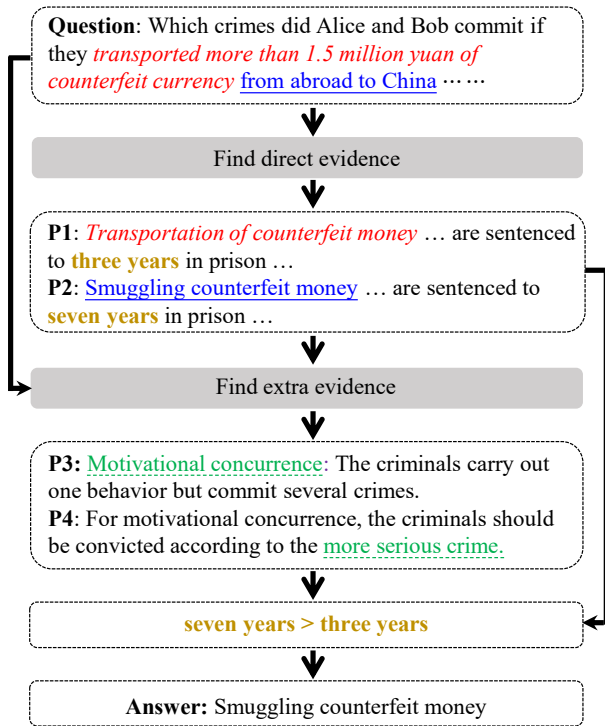 Question: Which crimes did Alice and Bob commit if
they transported more than 1.5 million yuan of
counterfeit currency from abroad to China ⋯⋯
Find direct evidence
P1: Transportation of counterfeit money … are sentenced
to three years in prison …
P2: Smuggling counterfeit money … are sentenced to
seven years in prison …
Find extra evidence
P3: Motivational concurrence: The criminals carry out
one behavior but commit several crimes.
P4: For motivational concurrence, the criminals should
be convicted according to the more serious crime.
seven years > three years
Answer: Smuggling counterfeit money